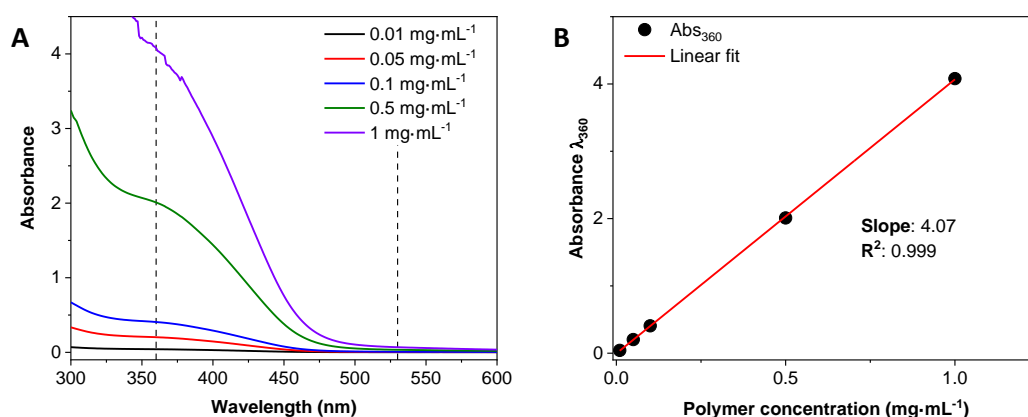 A
Absorbance
4
3
2
1
0
300
350
400
450
500
550
600
Wavelength (nm)
0.01 mg·mL⁻¹
0.05 mg·mL⁻¹
0.1 mg·mL⁻¹
0.5 mg·mL⁻¹
1 mg·mL⁻¹
B
Absorbance λ₃₆₀
4
2
0
0.0
0.5
1.0
Polymer concentration (mg·mL⁻¹)
Abs₃₆₀
Linear fit
Slope: 4.07
R²: 0.999